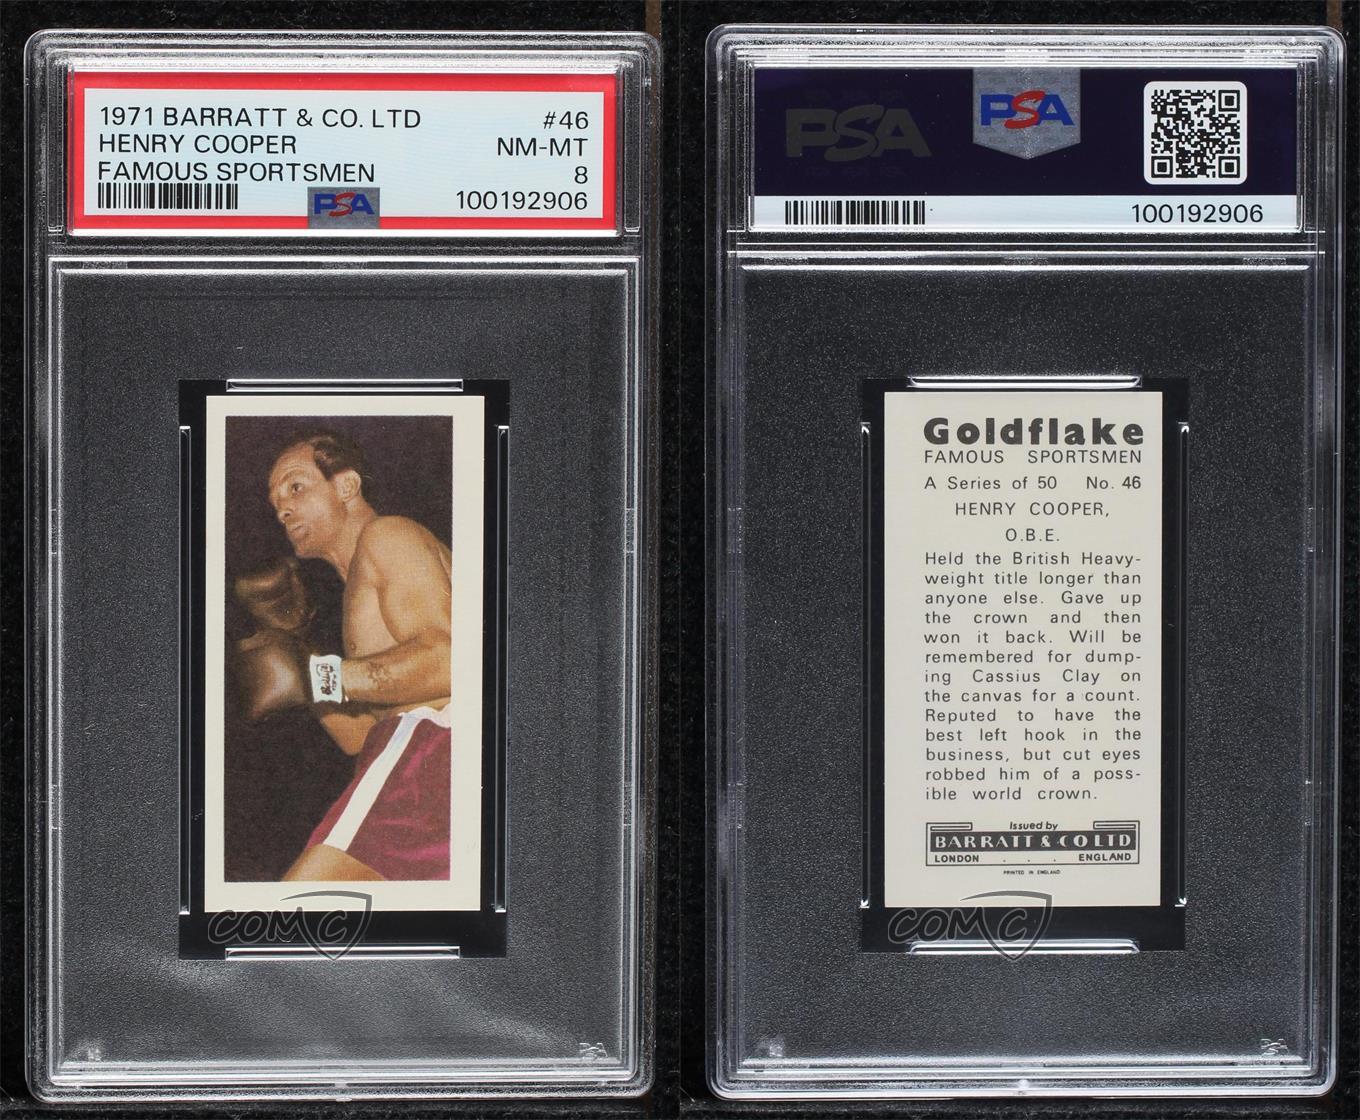 1971 BARRATT & CO. LTD #46
HENRY COOPER NM-MT
FAMOUS SPORTSMEN 8
PSA 100192906
COMC
PSA
PSA
100192906
Goldflake
FAMOUS SPORTSMEN
A Series of 50 No. 46
HENRY COOPER,
O.B.E.
Held the British Heavy-
weight title longer than
anyone else. Gave up
the crown and then
won it back. Will be
remembered for dump-
ing Cassius Clay on
the canvas for a count.
Reputed to have the
best left hook in the
business, but cut eyes
robbed him of a poss-
ible world crown.
Issued by
BARRATT & CO LTD
LONDON . . . ENGLAND
PRINTED IN ENGLAND
COMC